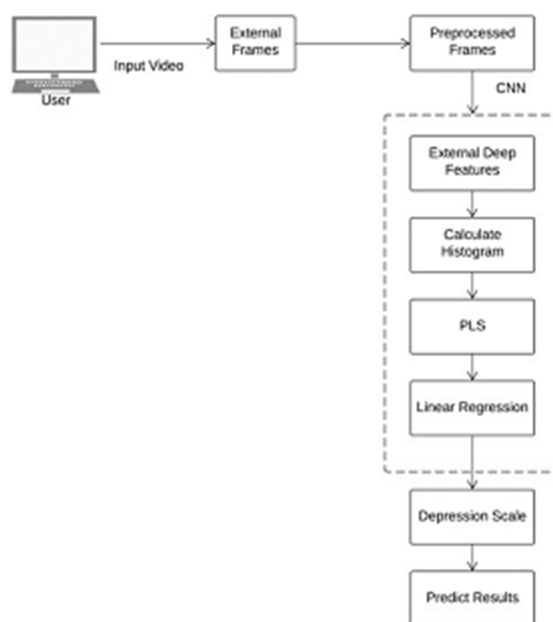 External
Frames
Preprocessed
Frames
Input Video
User
CNN
External Deep
Features
Calculate
Histogram
PLS
Linear Regression
Depression Scale
Predict Results